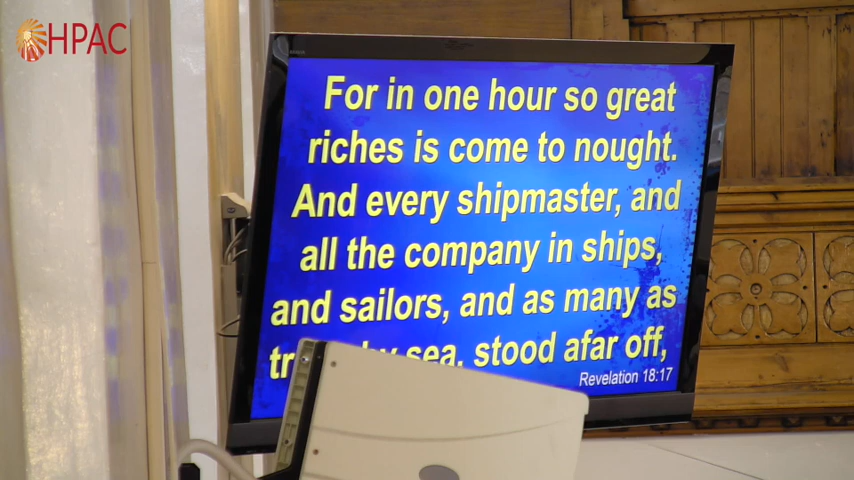 HPAC
For in one hour so great
riches is come to nought.
And every shipmaster, and
all the company in ships,
and sailors, and as many as
sea, stood afar off,
Revelation 18:17